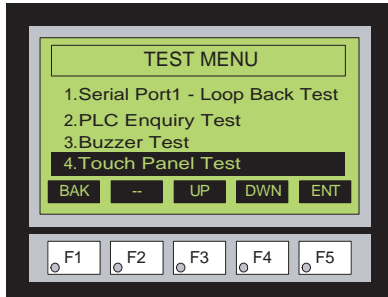 TEST MENU
1.Serial Port1 - Loop Back Test
2.PLC Enquiry Test
3.Buzzer Test
4.Touch Panel Test
BAK -- UP DWN ENT
F1 F2 F3 F4 F5